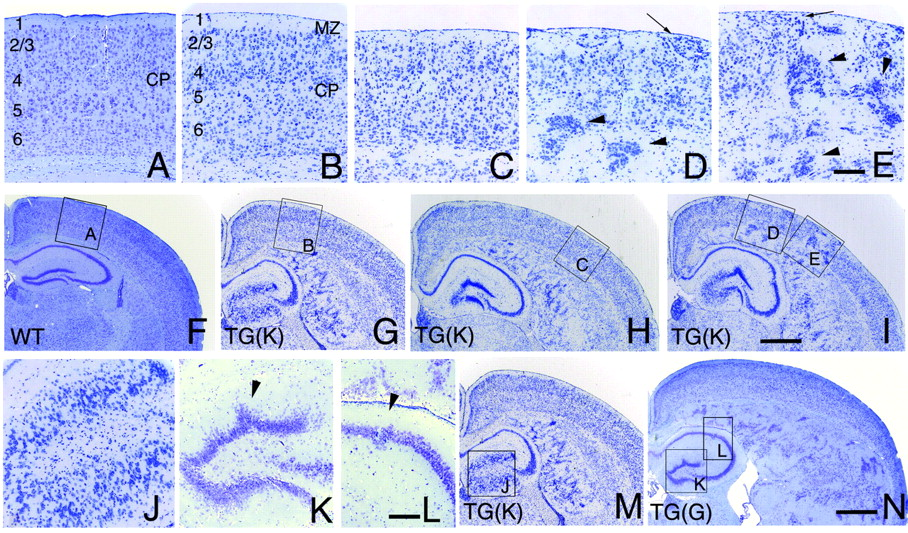 1
2/3
4
5
6
CP
A
1
2/3
4
5
6
MZ
CP
B
C
D
E
A
WT
F
B
TG(K)
G
C
TG(K)
H
D
E
TG(K)
I
J
K
L
J
TG(K)
M
L
K
TG(G)
N